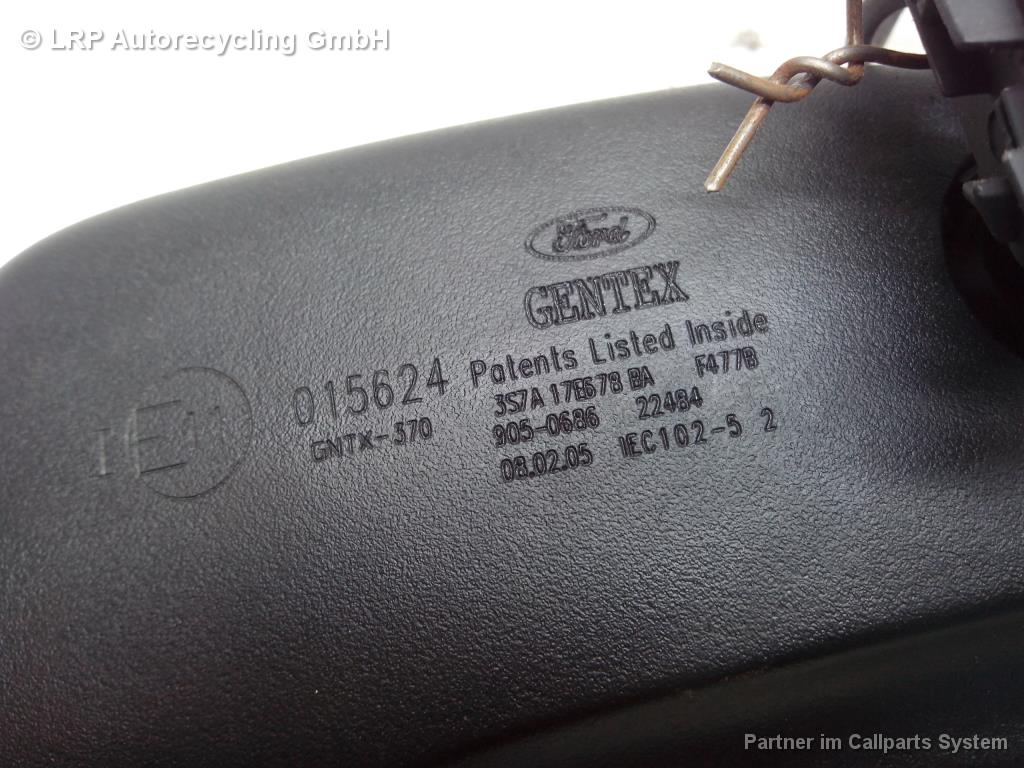 © LRP Autorecycling GmbH
Ford
GENTEX
I E11 015624 Patents Listed Inside
GNTX-370 3S7A 17E678 BA F477B
905-0686 22484
08.02.05 IEC102-5 2
Partner im Callparts System